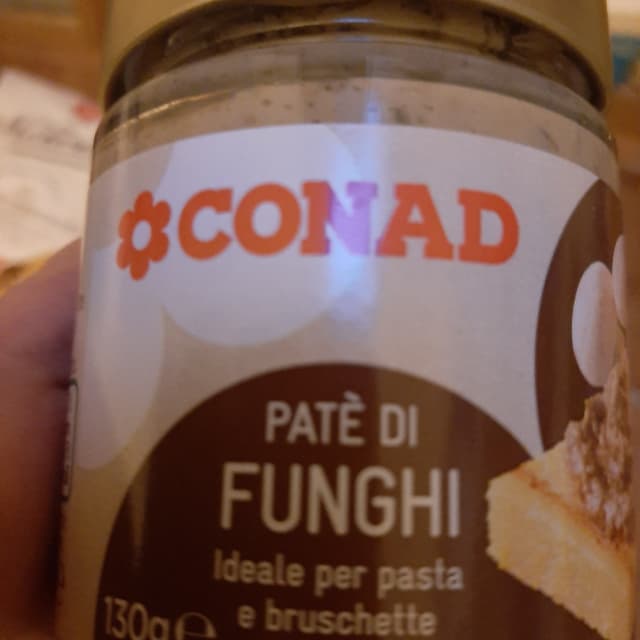 CONAD
PATÈ DI
FUNGHI
Ideale per pasta
e bruschette
130g e